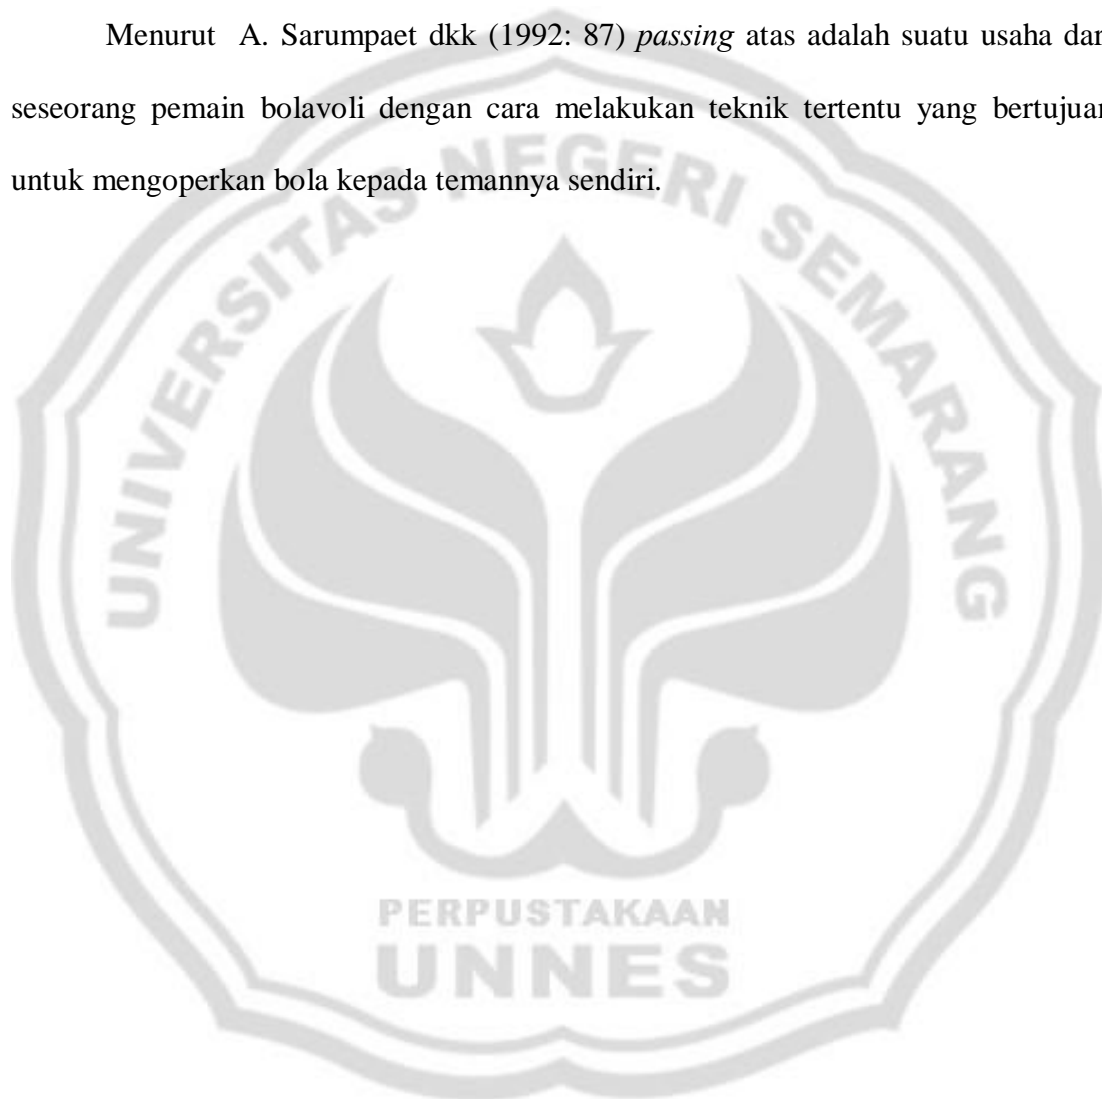 Menurut A. Sarumpaet dkk (1992: 87) passing atas adalah suatu usaha dar
seseorang pemain bolavoli dengan cara melakukan teknik tertentu yang bertujuan
untuk mengoperkan bola kepada temannya sendiri.
UNIVERSITAS NEGERI SEMARANG
PERPUSTAKAAN
UNNES